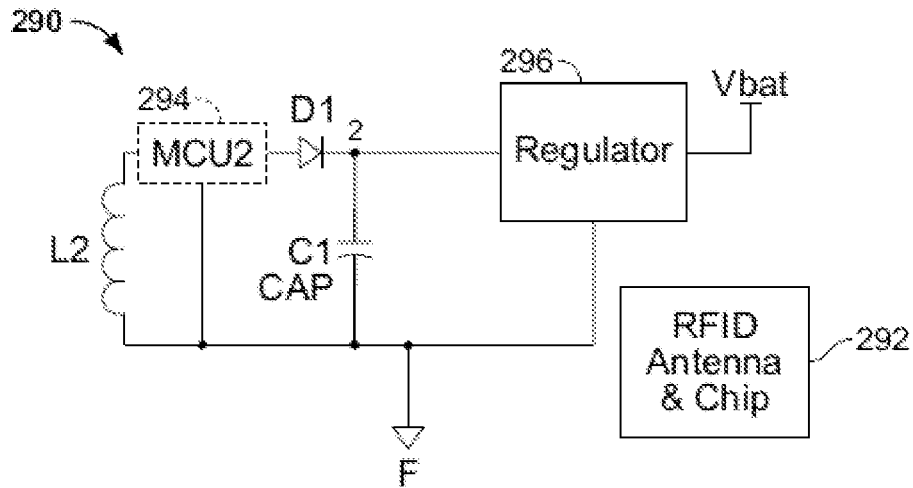 290
294
MCU2
D1
2
296
Regulator
Vbat
L2
C1
CAP
RFID
Antenna
& Chip
292
F